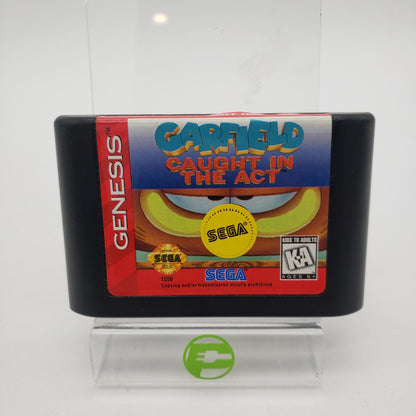 GENESIS™
GARFIELD
CAUGHT IN
THE ACT
SEGA®
SEGA
SEGA
1556
Copying and/or transmission strictly prohibited.
KIDS TO ADULTS
K-A
AGES 6+